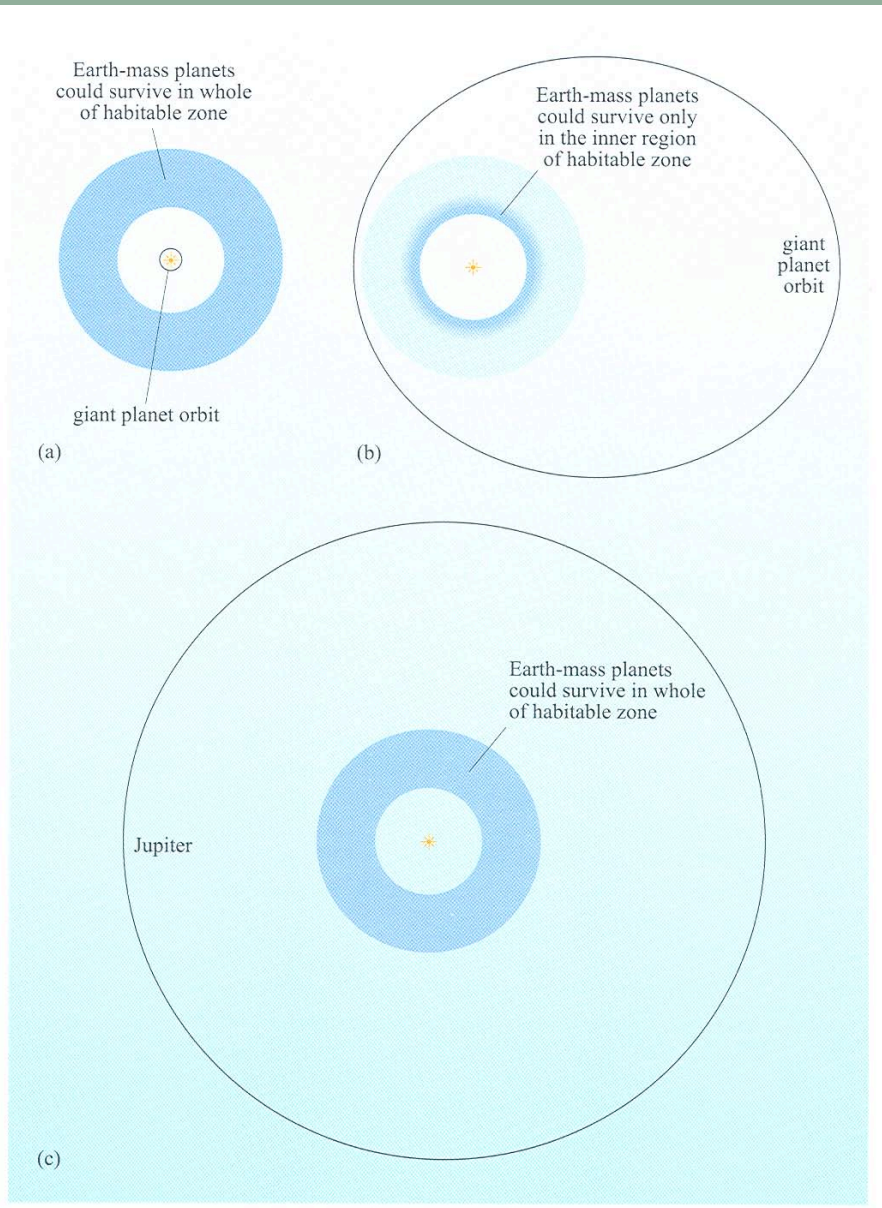 Earth-mass planets
could survive in whole
of habitable zone
giant planet orbit
(a)
Earth-mass planets
could survive only
in the inner region
of habitable zone
giant
planet
orbit
(b)
Earth-mass planets
could survive in whole
of habitable zone
Jupiter
(c)